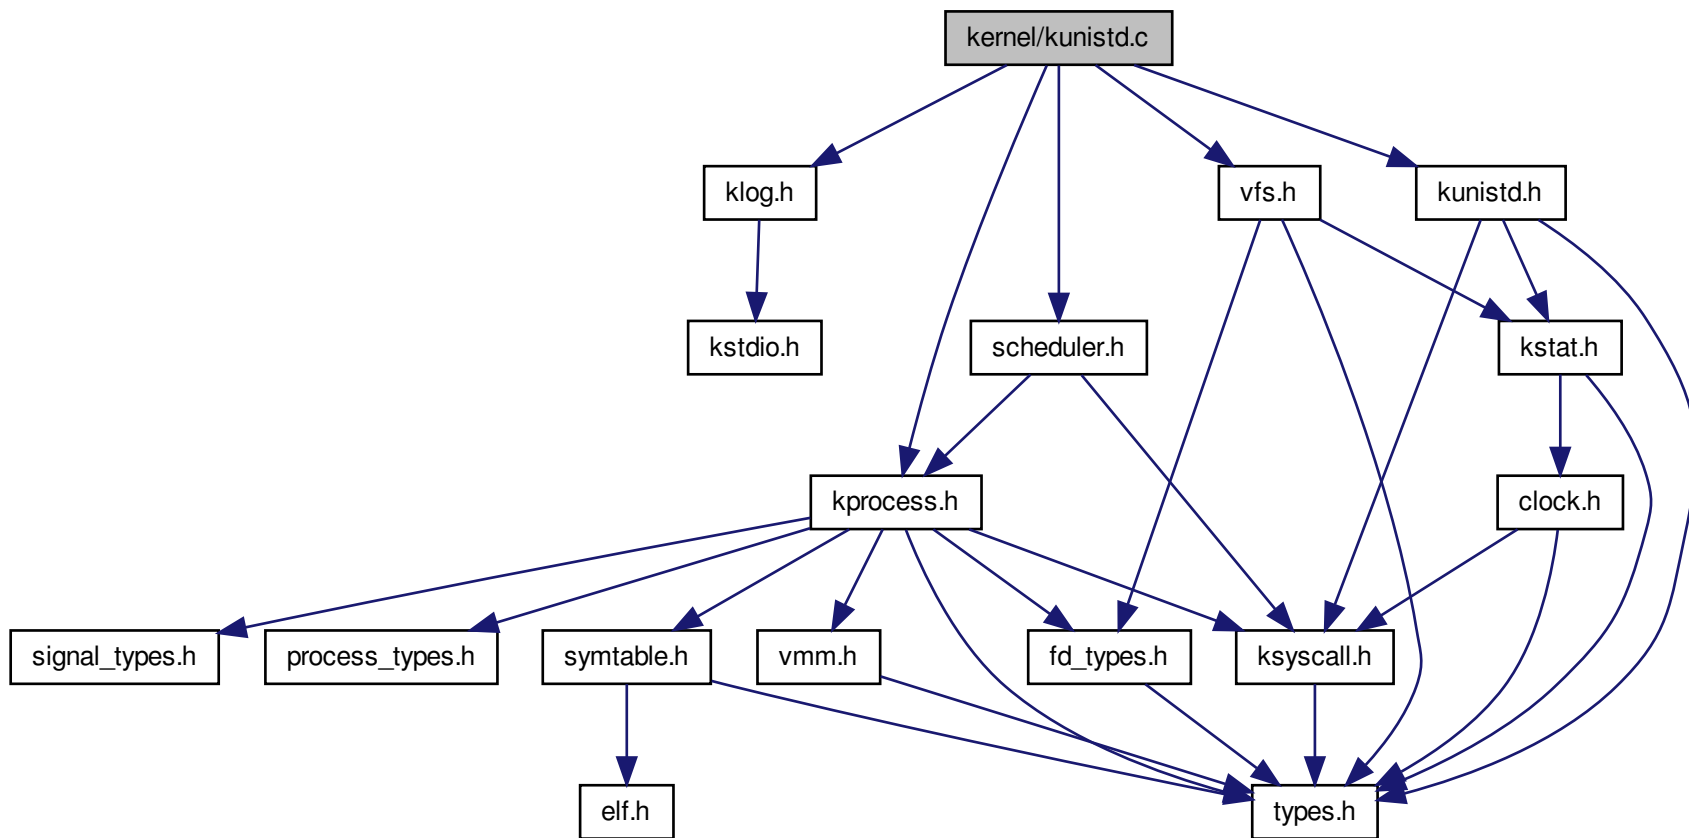 kernel/kunistd.c
klog.h
vfs.h
kunistd.h
kstdio.h
scheduler.h
kstat.h
kprocess.h
clock.h
signal_types.h
process_types.h
symtable.h
vmm.h
fd_types.h
ksyscall.h
elf.h
types.h